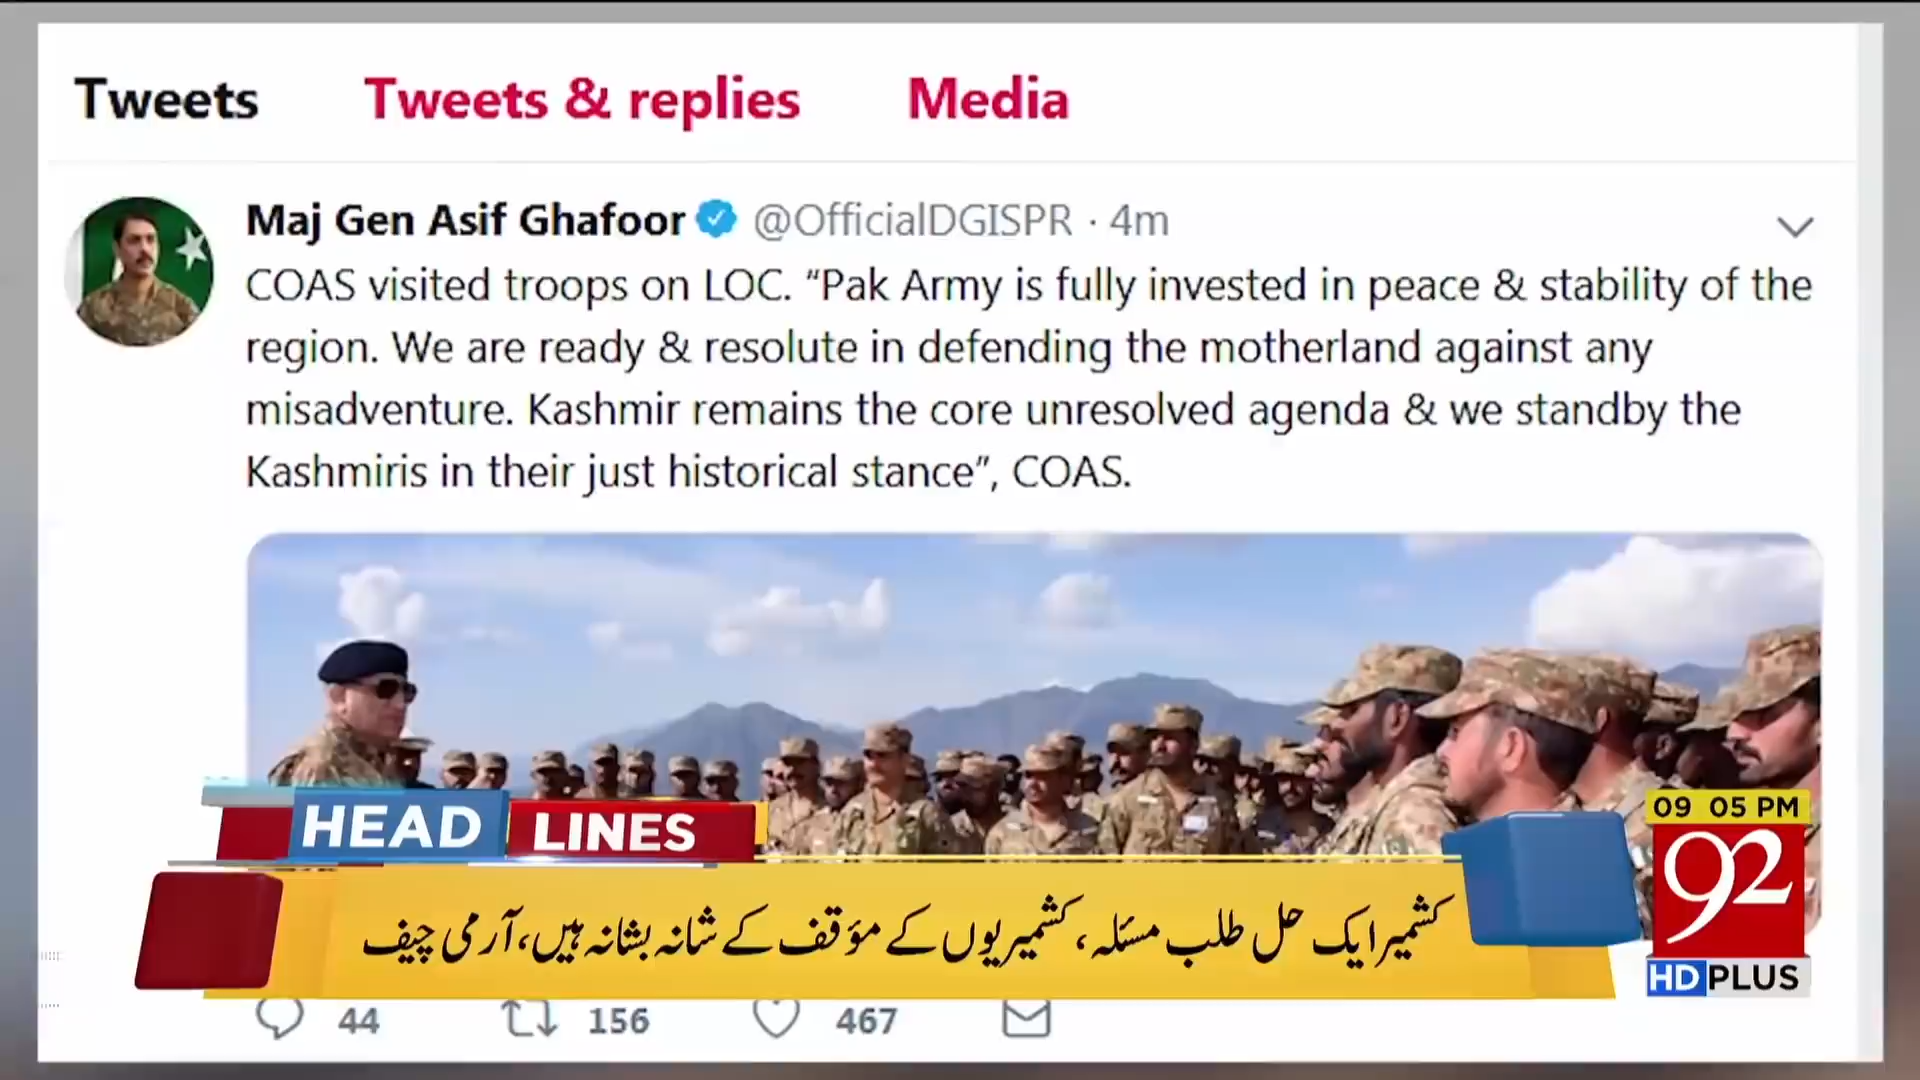 Tweets Tweets & replies Media
Maj Gen Asif Ghafoor @OfficialDGISPR · 4m
COAS visited troops on LOC. “Pak Army is fully invested in peace & stability of the
region. We are ready & resolute in defending the motherland against any
misadventure. Kashmir remains the core unresolved agenda & we standby the
Kashmiris in their just historical stance”, COAS.
HEAD LINES
09 05 PM
92
HD PLUS
کشمیر ایک حل طلب مسئلہ، کشمیریوں کے مؤقف کے شانہ بشانہ ہیں، آرمی چیف
44 156 467